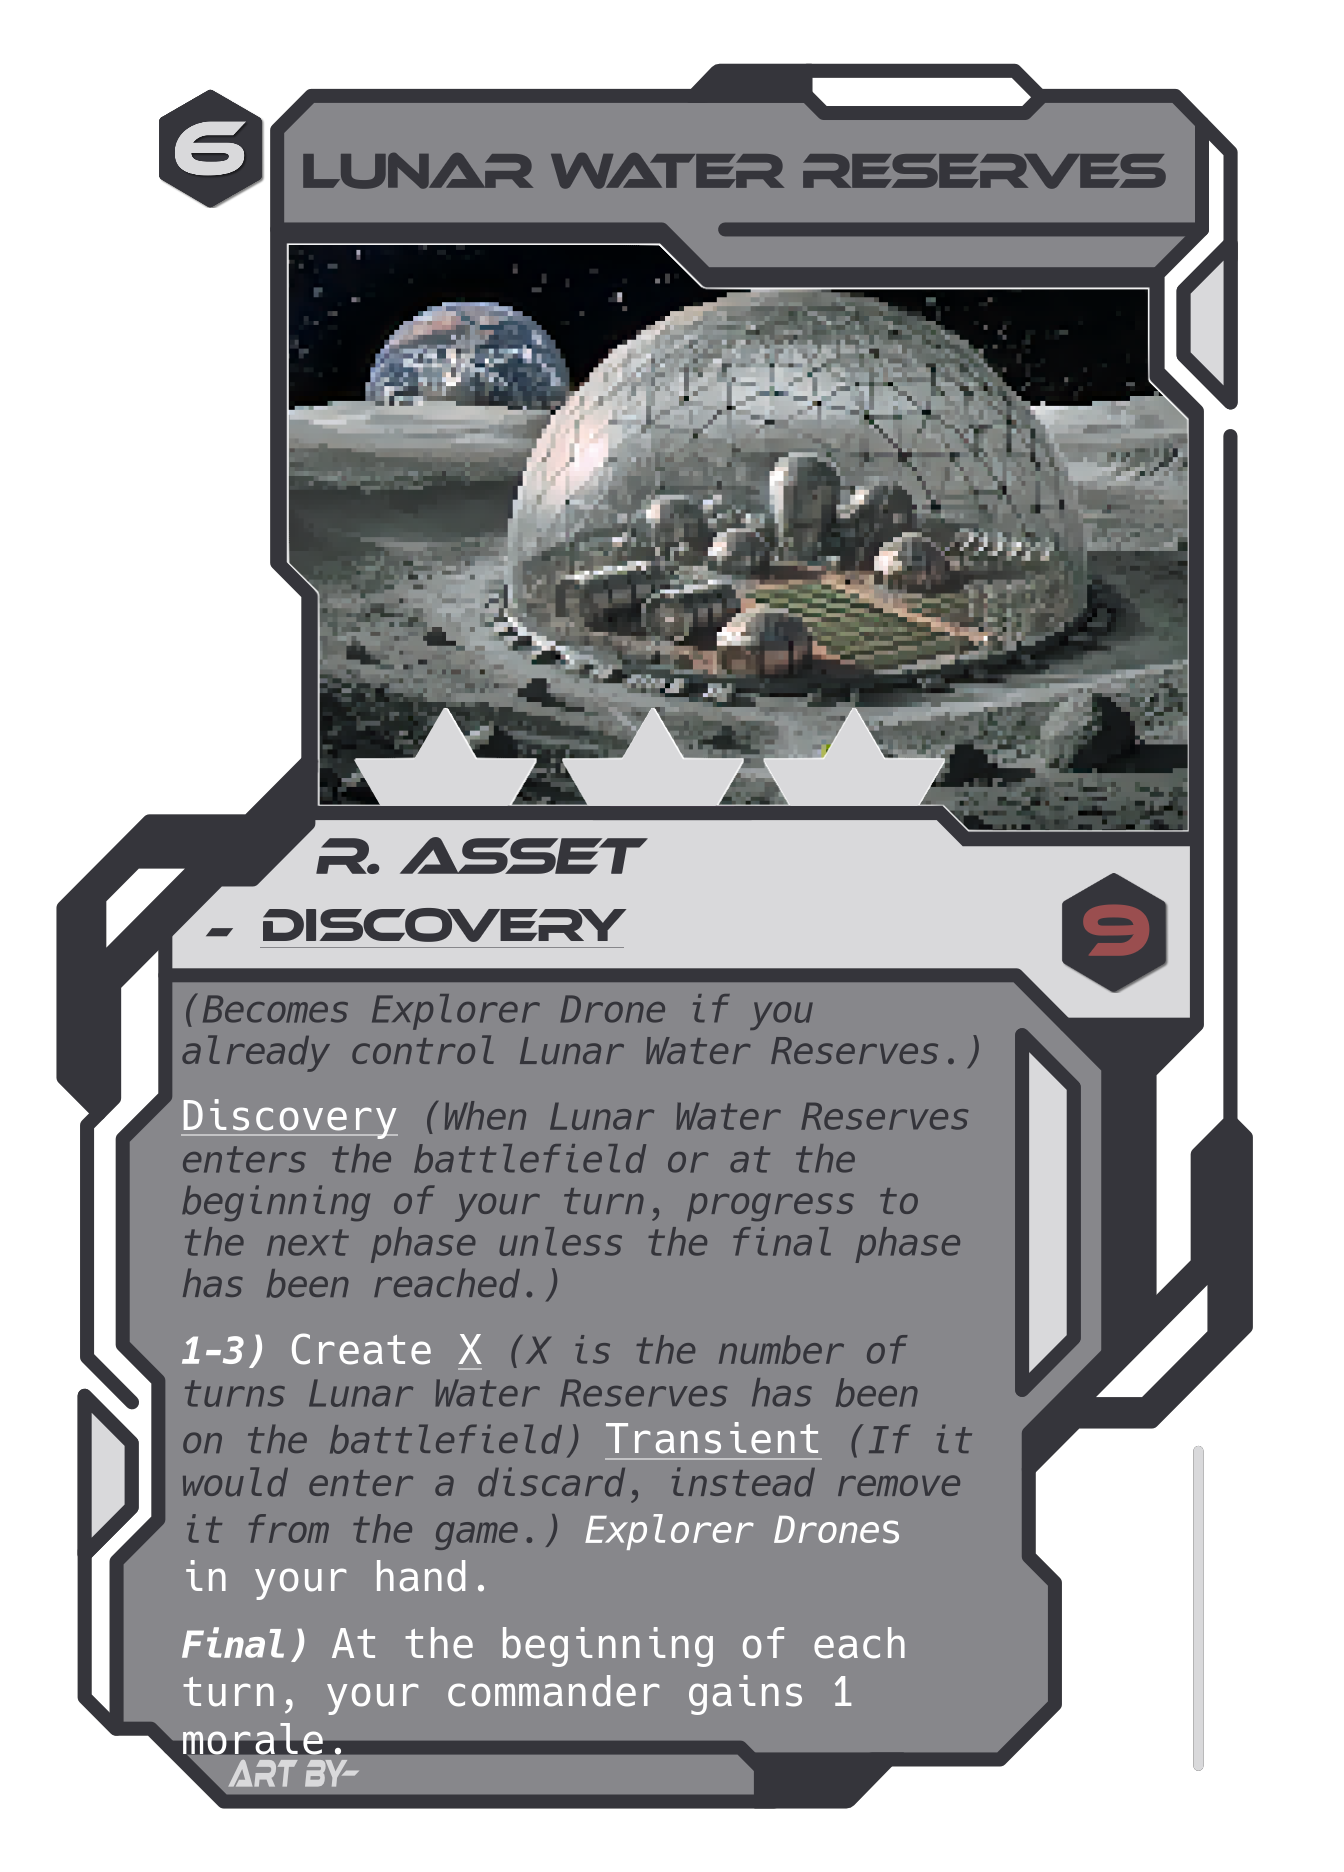 6
LUNAR WATER RESERVES
R. ASSET
- DISCOVERY
9
(Becomes Explorer Drone if you
already control Lunar Water Reserves.)
Discovery (When Lunar Water Reserves
enters the battlefield or at the
beginning of your turn, progress to
the next phase unless the final phase
has been reached.)
1-3) Create X (X is the number of
turns Lunar Water Reserves has been
on the battlefield) Transient (If it
would enter a discard, instead remove
it from the game.) Explorer Drones
in your hand.
Final) At the beginning of each
turn, your commander gains 1
morale.
ART BY-